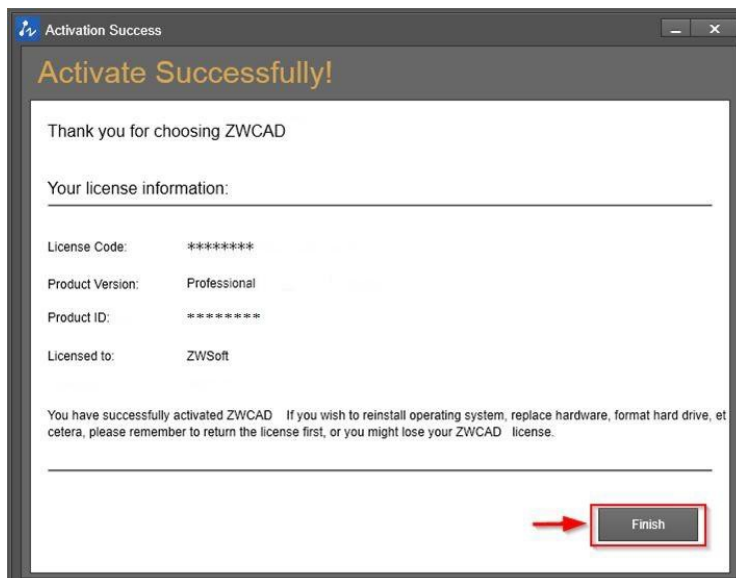 Activation Success
Activate Successfully!
Thank you for choosing ZWCAD
Your license information:
License Code: ********
Product Version: Professional
Product ID: ********
Licensed to: ZWSoft
You have successfully activated ZWCAD If you wish to reinstall operating system, replace hardware, format hard drive, et
cetera, please remember to return the license first, or you might lose your ZWCAD license.
Finish